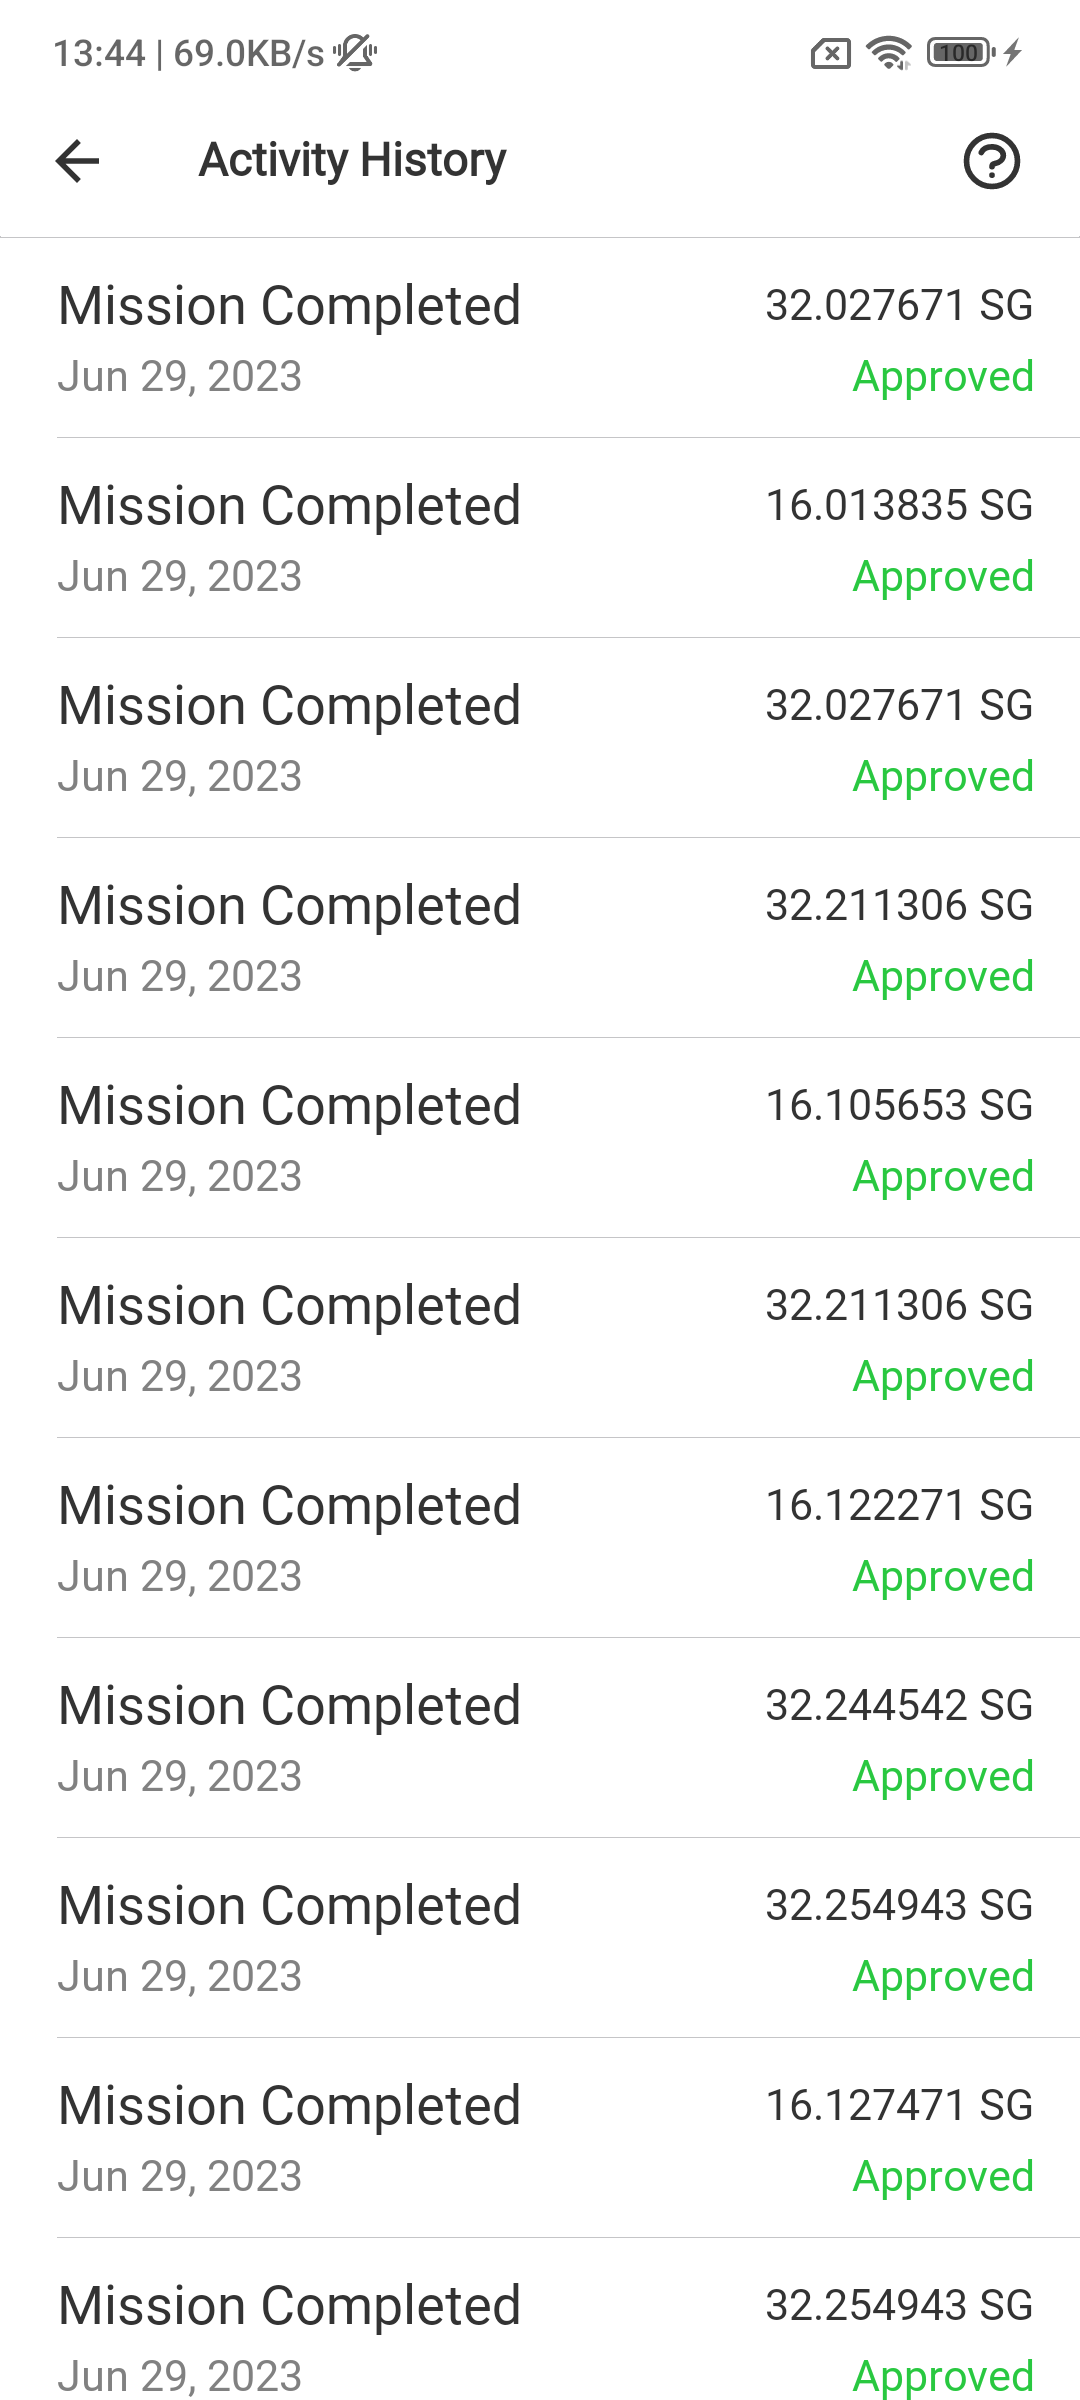 13:44 | 69.0KB/s
100
Activity History
Mission Completed 32.027671 SG
Jun 29, 2023 Approved
Mission Completed 16.013835 SG
Jun 29, 2023 Approved
Mission Completed 32.027671 SG
Jun 29, 2023 Approved
Mission Completed 32.211306 SG
Jun 29, 2023 Approved
Mission Completed 16.105653 SG
Jun 29, 2023 Approved
Mission Completed 32.211306 SG
Jun 29, 2023 Approved
Mission Completed 16.122271 SG
Jun 29, 2023 Approved
Mission Completed 32.244542 SG
Jun 29, 2023 Approved
Mission Completed 32.254943 SG
Jun 29, 2023 Approved
Mission Completed 16.127471 SG
Jun 29, 2023 Approved
Mission Completed 32.254943 SG
Jun 29, 2023 Approved